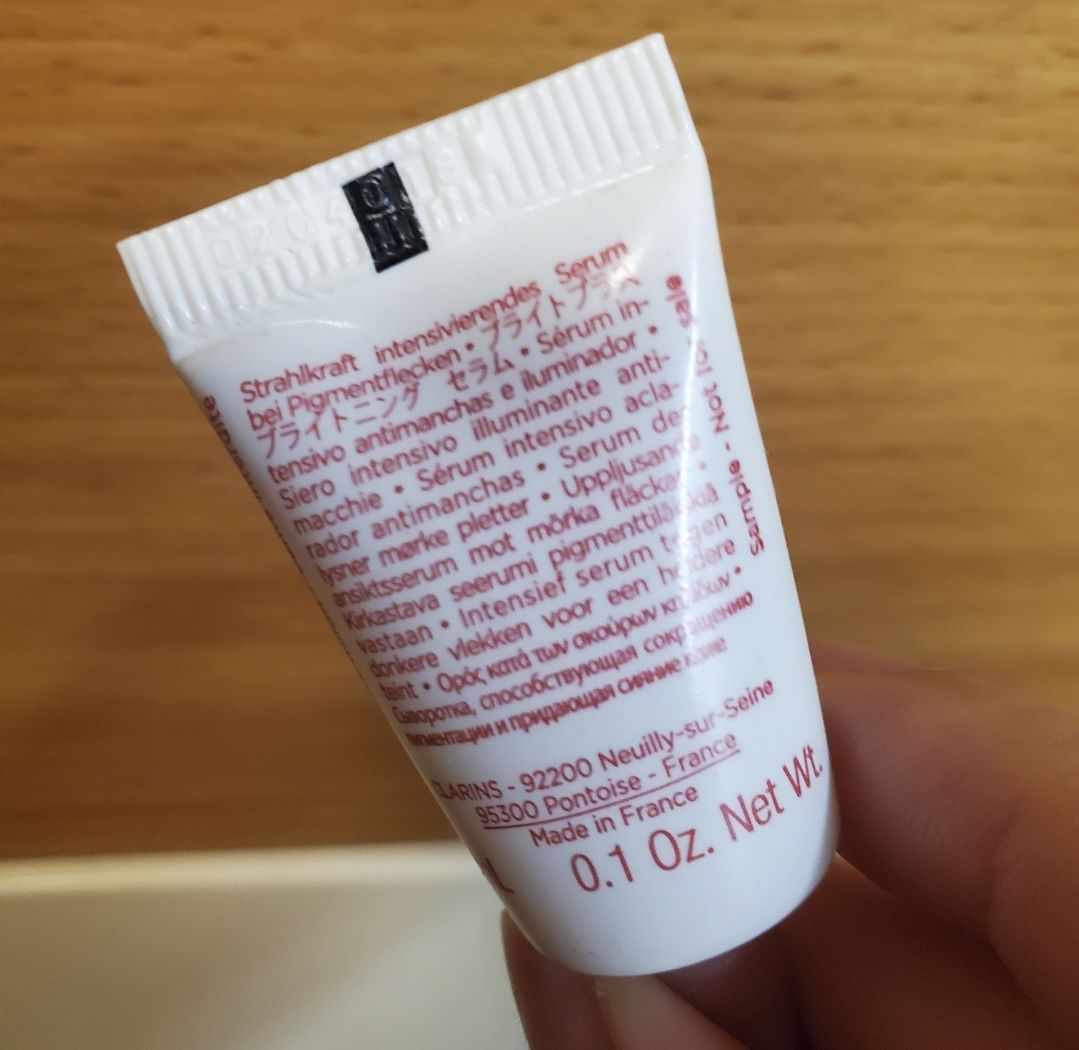 Strahlkraft intensivierendes Serum
bei Pigmentflecken • ブライトプラス
ブライトニング セラム • Sérum in-
tensivo antimanchas e iluminador •
Siero intensivo illuminante anti-
macchie • Sérum intensivo acla-
rador antimanchas • Serum der
lysner mørke pletter • Uppljusande
ansiktsserum mot mörka fläckar •
Kirkastava seerumi pigmenttiläiskiä
vastaan • Intensief serum tegen
donkere vlekken voor een heldere
teint • Ορός κατά των σκούρων κηλίδων •
Сыворотка, способствующая сокращению
пигментации и придающая сияние коже
CLARINS - 92200 Neuilly-sur-Seine
95300 Pontoise - France
Made in France
0.1 Oz. Net Wt.
Sample - Not for sale